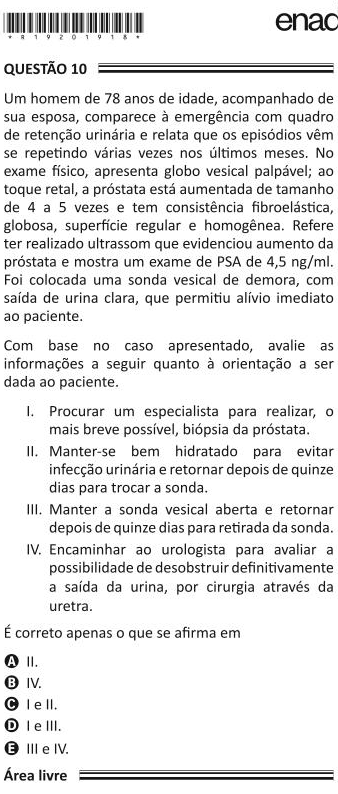 enad
* R 1 9 2 0 1 9 1 8 *
QUESTÃO 10
Um homem de 78 anos de idade, acompanhado de
sua esposa, comparece à emergência com quadro
de retenção urinária e relata que os episódios vêm
se repetindo várias vezes nos últimos meses. No
exame físico, apresenta globo vesical palpável; ao
toque retal, a próstata está aumentada de tamanho
de 4 a 5 vezes e tem consistência fibroelástica,
globosa, superfície regular e homogênea. Refere
ter realizado ultrassom que evidenciou aumento da
próstata e mostra um exame de PSA de 4,5 ng/ml.
Foi colocada uma sonda vesical de demora, com
saída de urina clara, que permitiu alívio imediato
ao paciente.
Com base no caso apresentado, avalie as
informações a seguir quanto à orientação a ser
dada ao paciente.
I. Procurar um especialista para realizar, o
mais breve possível, biópsia da próstata.
II. Manter-se bem hidratado para evitar
infecção urinária e retornar depois de quinze
dias para trocar a sonda.
III. Manter a sonda vesical aberta e retornar
depois de quinze dias para retirada da sonda.
IV. Encaminhar ao urologista para avaliar a
possibilidade de desobstruir definitivamente
a saída da urina, por cirurgia através da
uretra.
É correto apenas o que se afirma em
A II.
B IV.
C I e II.
D I e III.
E III e IV.
Área livre